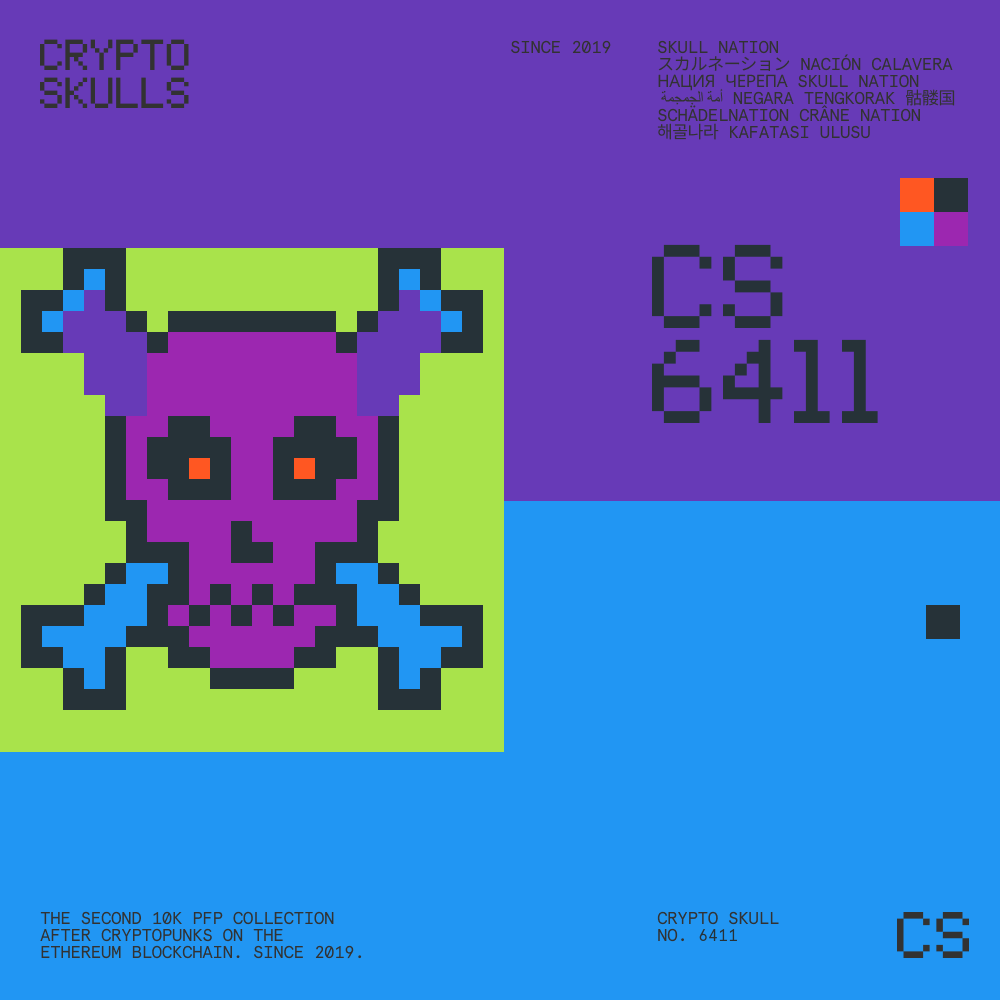 CRYPTO
SKULLS
SINCE 2019
SKULL NATION
スカルネーション NACIÓN CALAVERA
НАЦИЯ ЧЕРЕПА SKULL NATION
أمة الجمجمة NEGARA TENGKORAK 骷髅国
SCHÄDELNATION CRÂNE NATION
해골나라 KAFATASI ULUSU
CS
6411
THE SECOND 10K PFP COLLECTION
AFTER CRYPTOPUNKS ON THE
ETHEREUM BLOCKCHAIN. SINCE 2019.
CRYPTO SKULL
NO. 6411
CS